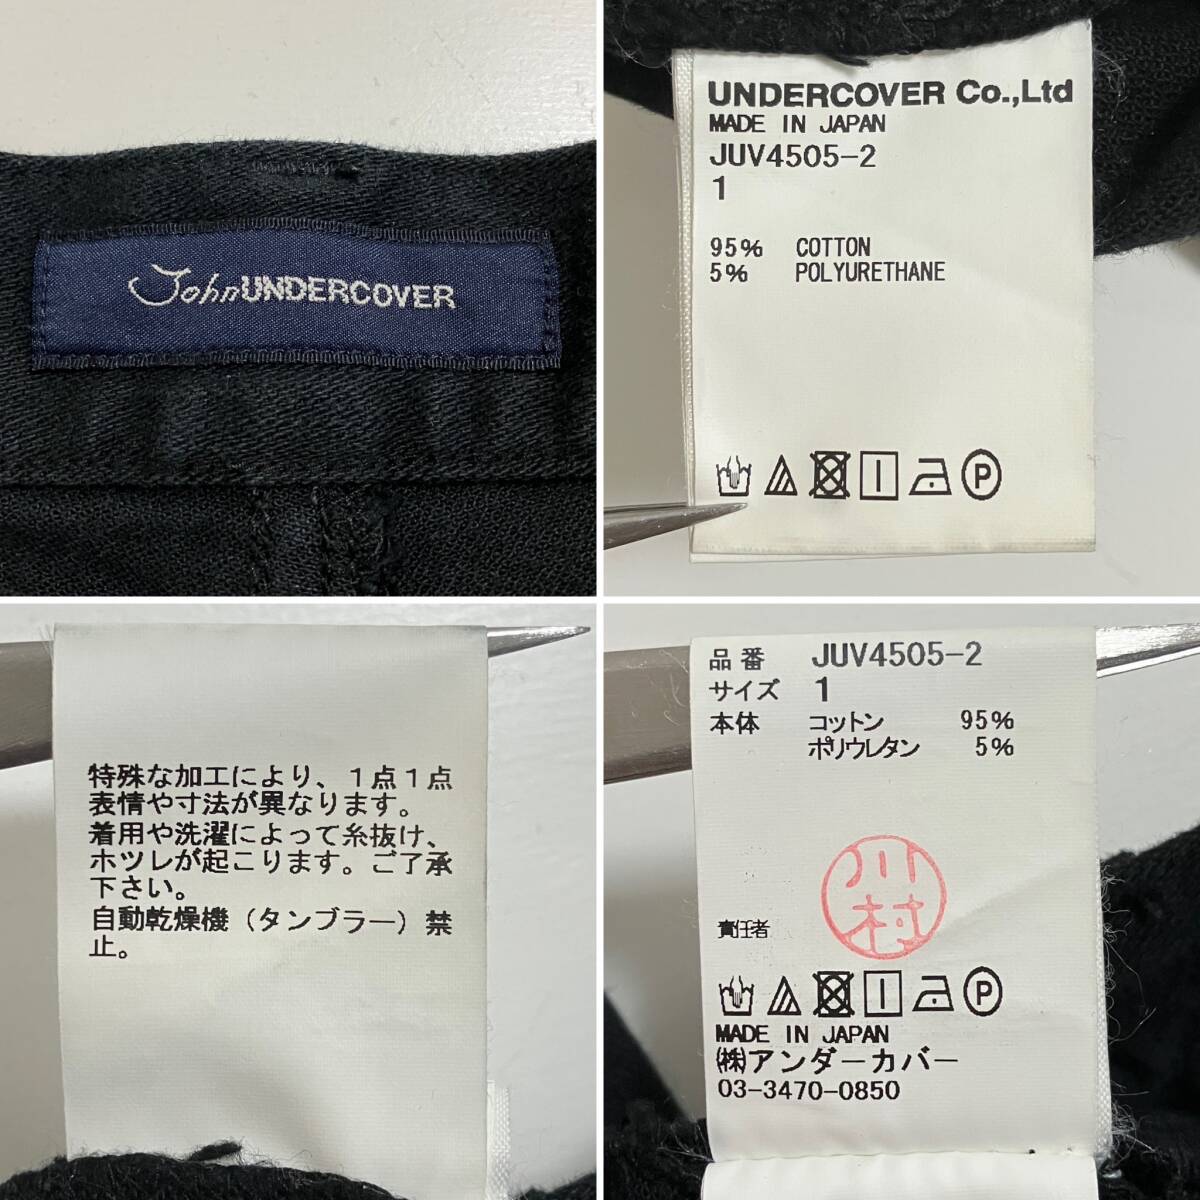 JohnUNDERCOVER
UNDERCOVER Co.,Ltd
MADE IN JAPAN
JUV4505-2
1
95% COTTON
5% POLYURETHANE
P
特殊な加工により、1点1点
表情や寸法が異なります。
着用や洗濯によって糸抜け、
ホツレが起こります。ご了承
下さい。
自動乾燥機(タンブラー)禁
止。
品番 JUV4505-2
サイズ 1
本体 コットン 95%
ポリウレタン 5%
川村
責任者
P
MADE IN JAPAN
㈱アンダーカバー
03-3470-0850